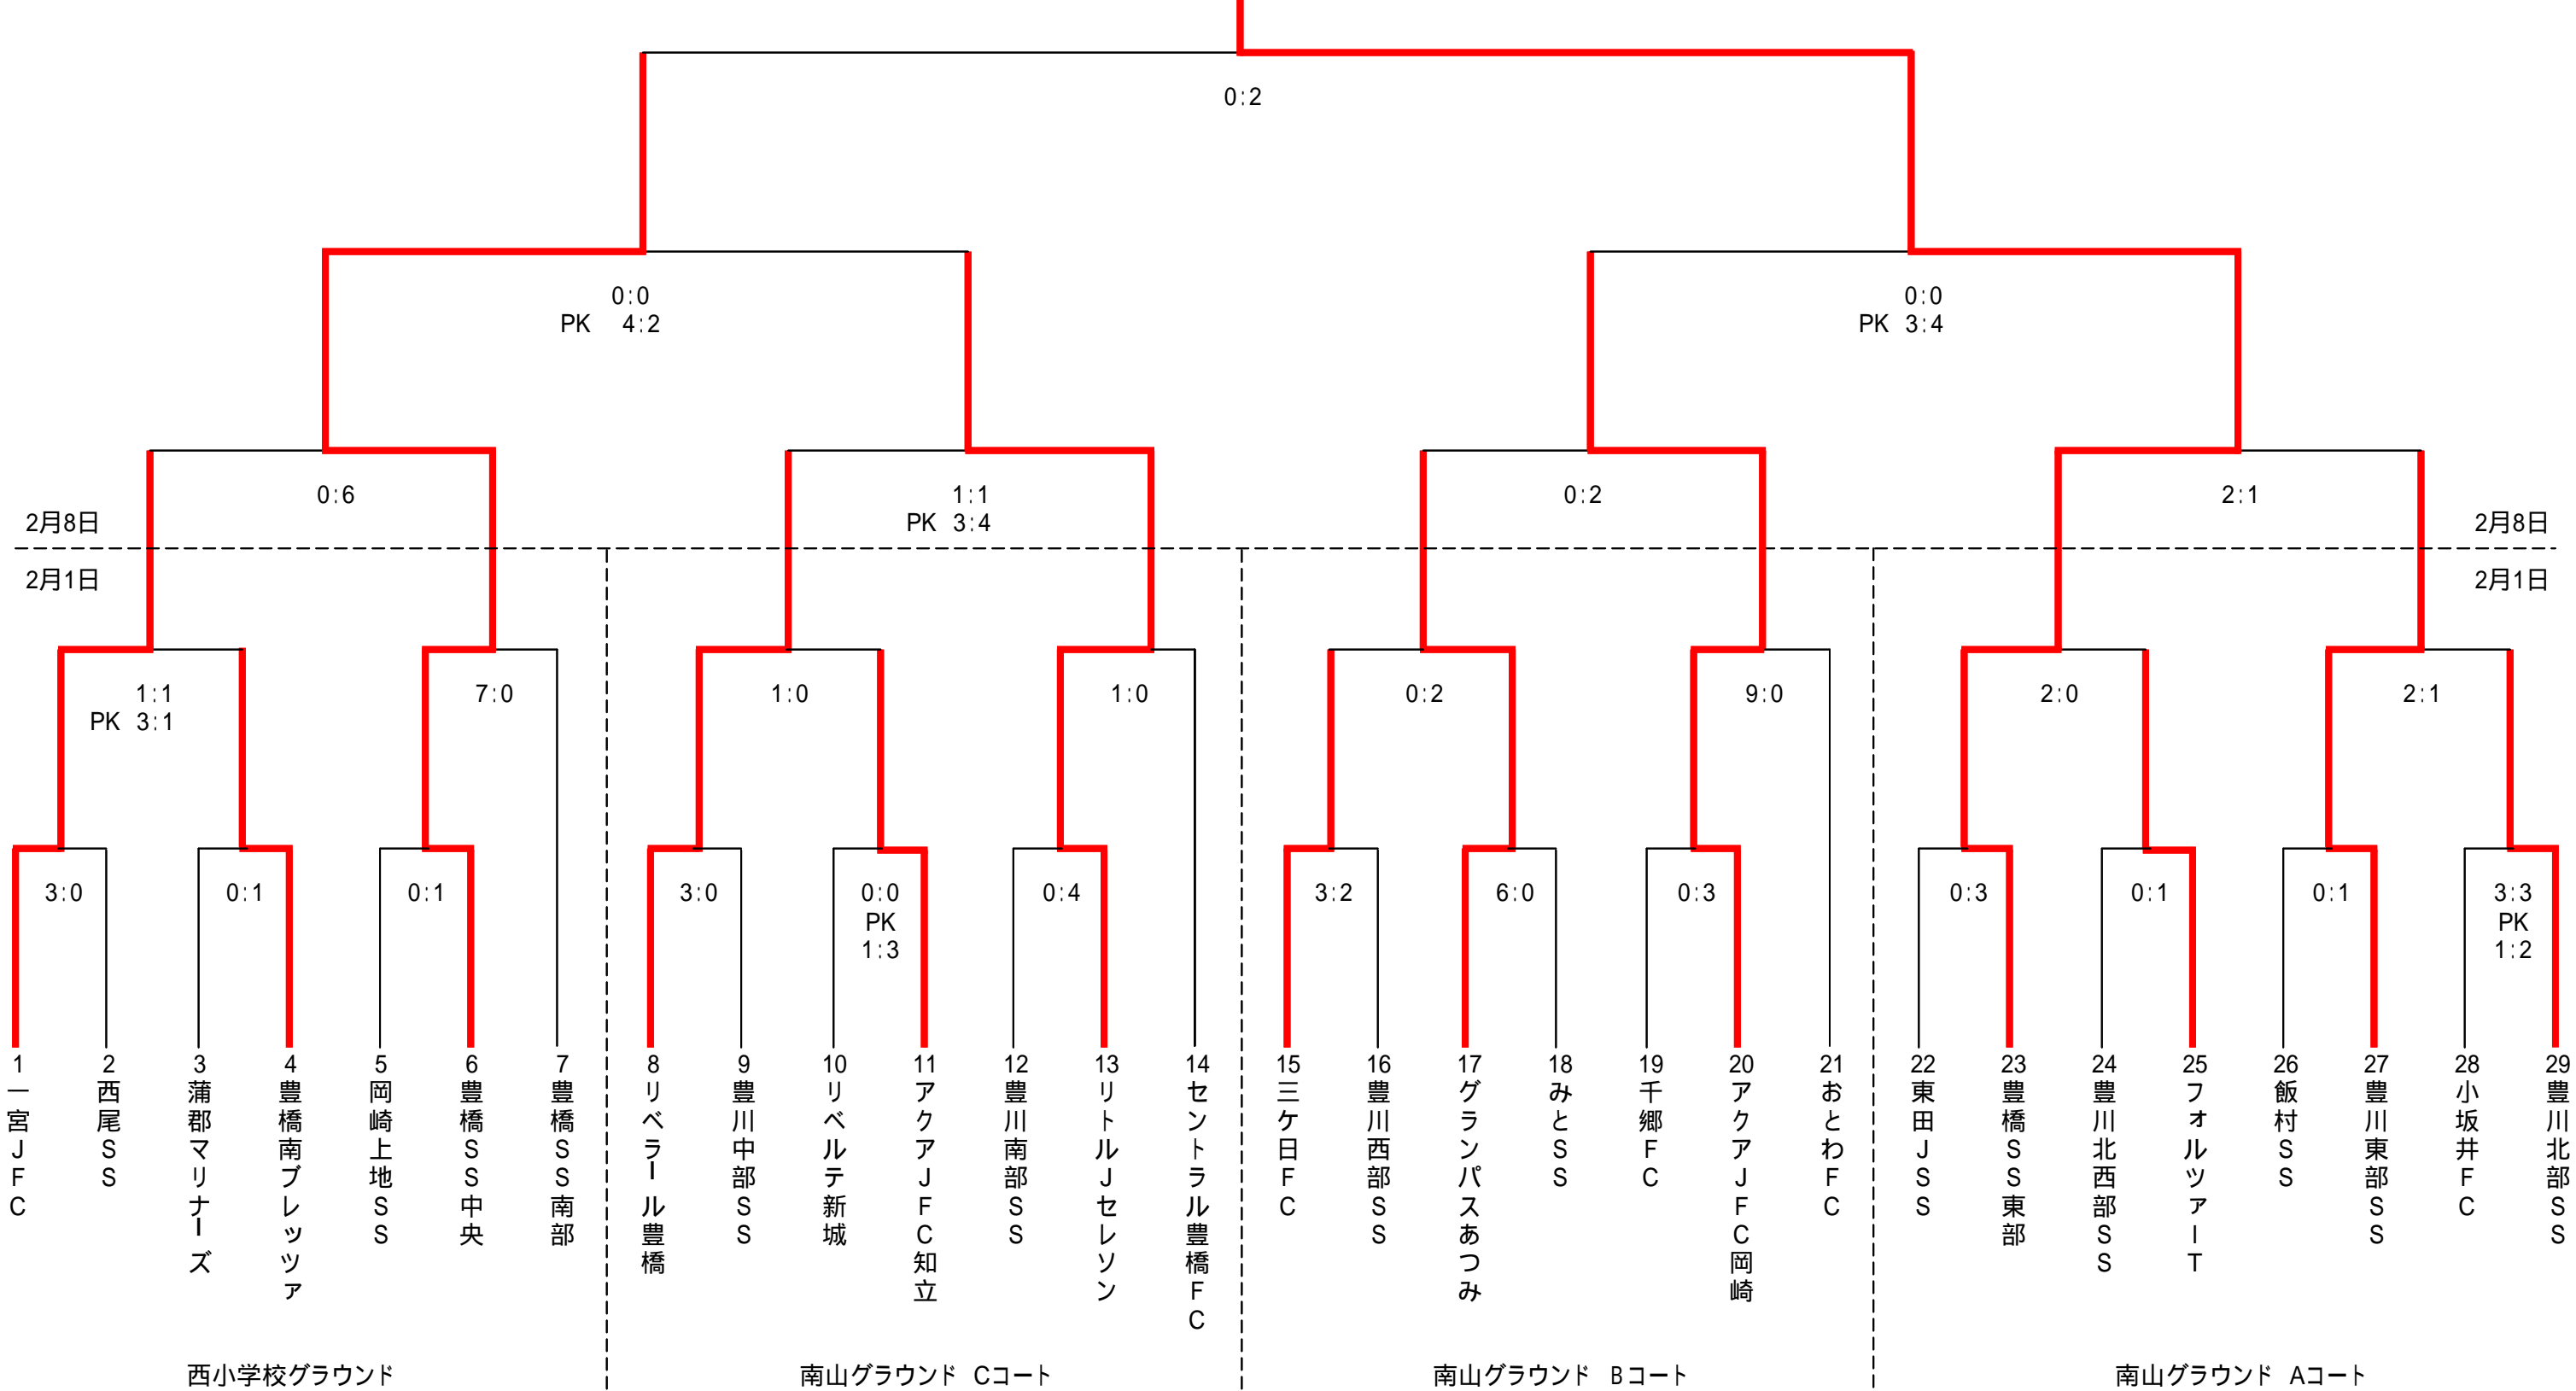 0:2
0:0
PK 4:2
0:0
PK 3:4
0:6
1:1
PK 3:4
0:2
2:1
2月8日
2月8日
2月1日
2月1日
1:1
PK 3:1
7:0
1:0
1:0
0:2
9:0
2:0
2:1
3:0
0:1
0:1
3:0
0:0
PK
1:3
0:4
3:2
6:0
0:3
0:3
0:1
0:1
3:3
PK
1:2
1 一宮JFC
2 西尾SS
3 蒲郡マリナーズ
4 豊橋南ブレッツァ
5 岡崎上地SS
6 豊橋SS中央
7 豊橋SS南部
8 リベラール豊橋
9 豊川中部SS
10 リベルテ新城
11 アクアJFC知立
12 豊川南部SS
13 リトルJセレソン
14 セントラル豊橋FC
15 三ケ日FC
16 豊川西部SS
17 グランパスあつみ
18 みとSS
19 千郷FC
20 アクアJFC岡崎
21 おとわFC
22 東田JSS
23 豊橋SS東部
24 豊川北西部SS
25 フォルツァーT
26 飯村SS
27 豊川東部SS
28 小坂井FC
29 豊川北部SS
西小学校グラウンド
南山グラウンド Cコート
南山グラウンド Bコート
南山グラウンド Aコート